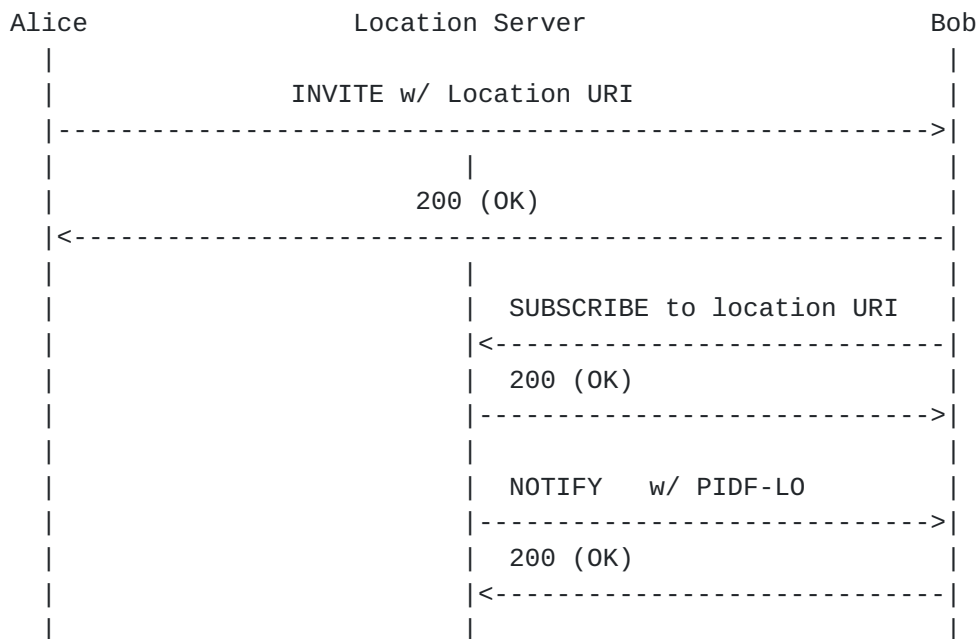 Alice Location Server Bob
INVITE w/ Location URI
200 (OK)
SUBSCRIBE to location URI
200 (OK)
NOTIFY w/ PIDF-LO
200 (OK)